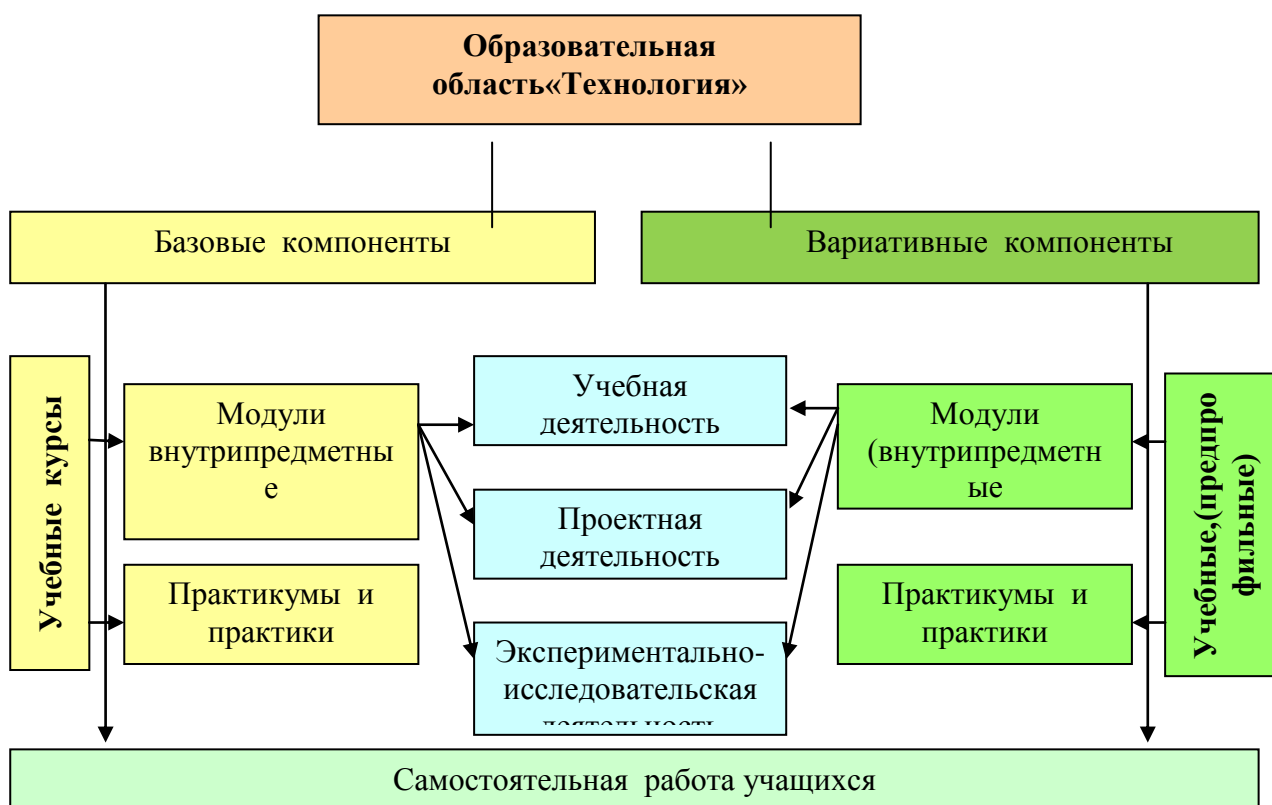 Образовательная
область«Технология»
Базовые компоненты
Вариативные компоненты
Учебные курсы
Модули
внутрипредметны
е
Учебная
деятельность
Модули
(внутрипредметн
ые
Учебные,(предпро
фильные)
Проектная
деятельность
Практикумы и
практики
Практикумы и
практики
Экспериментально-
исследовательская
деятельность
Самостоятельная работа учащихся